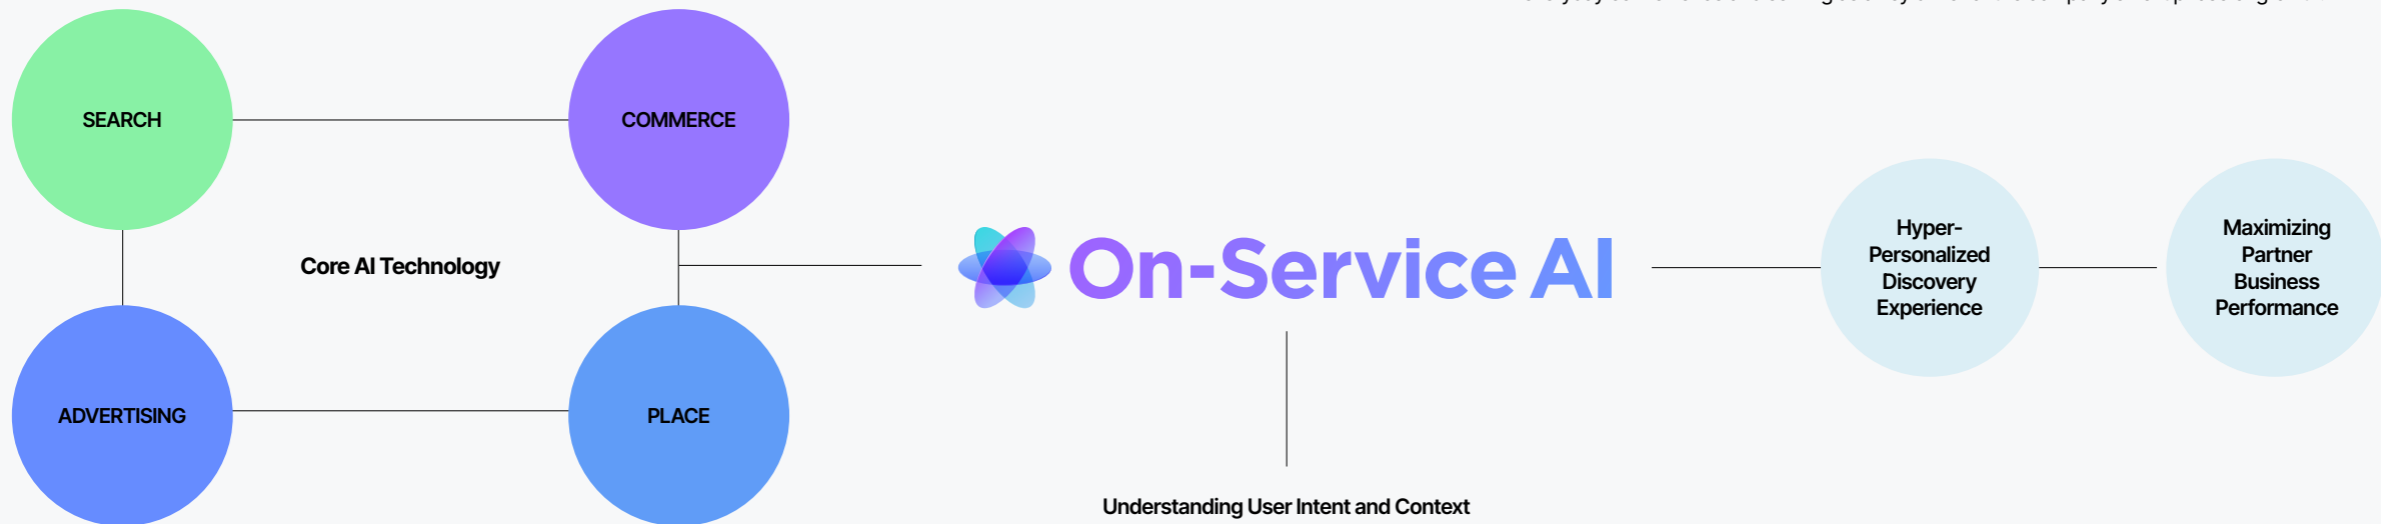 SEARCH
COMMERCE
Core AI Technology
ADVERTISING
PLACE
On-Service AI
Understanding User Intent and Context
Hyper-
Personalized
Discovery
Experience
Maximizing
Partner
Business
Performance